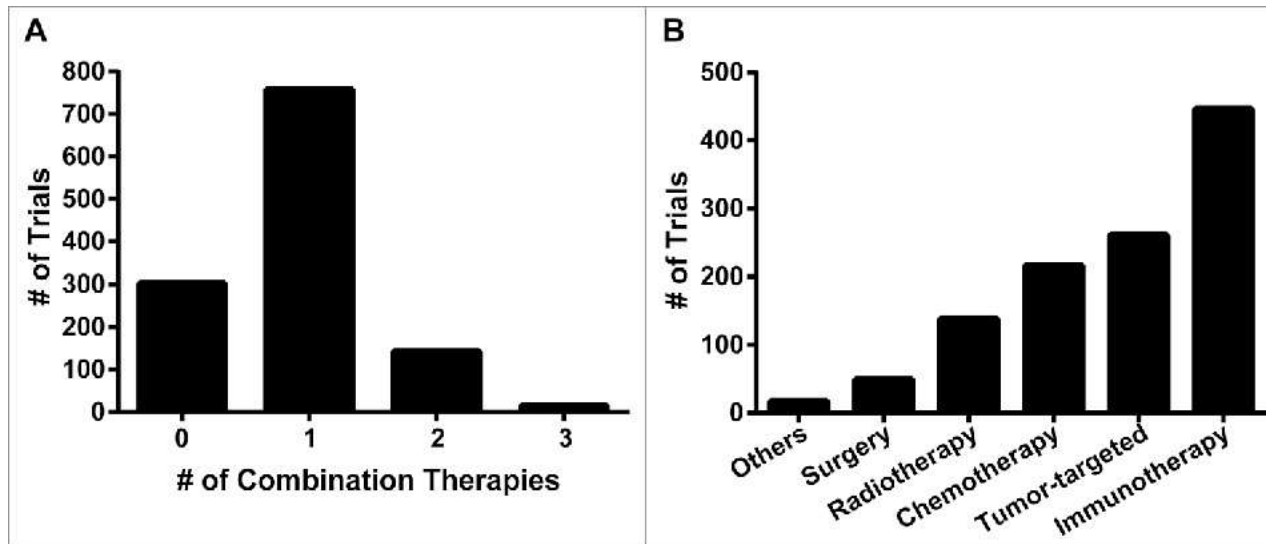 A
# of Trials
800
700
600
500
400
300
200
100
0
0 1 2 3
# of Combination Therapies
B
# of Trials
500
400
300
200
100
0
Others
Surgery
Radiotherapy
Chemotherapy
Tumor-targeted
Immunotherapy